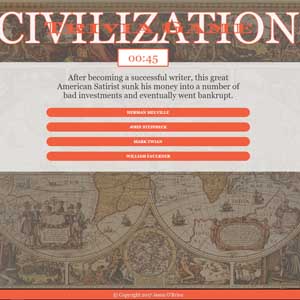 CIVILIZATION
Trivia Game
00:45
After becoming a successful writer, this great
American Satirist sunk his money into a number of
bad investments and eventually went bankrupt.
HERMAN MELVILLE
JOHN STEINBECK
MARK TWAIN
WILLIAM FAULKNER
© Copyright 2017 Jason O'Brien